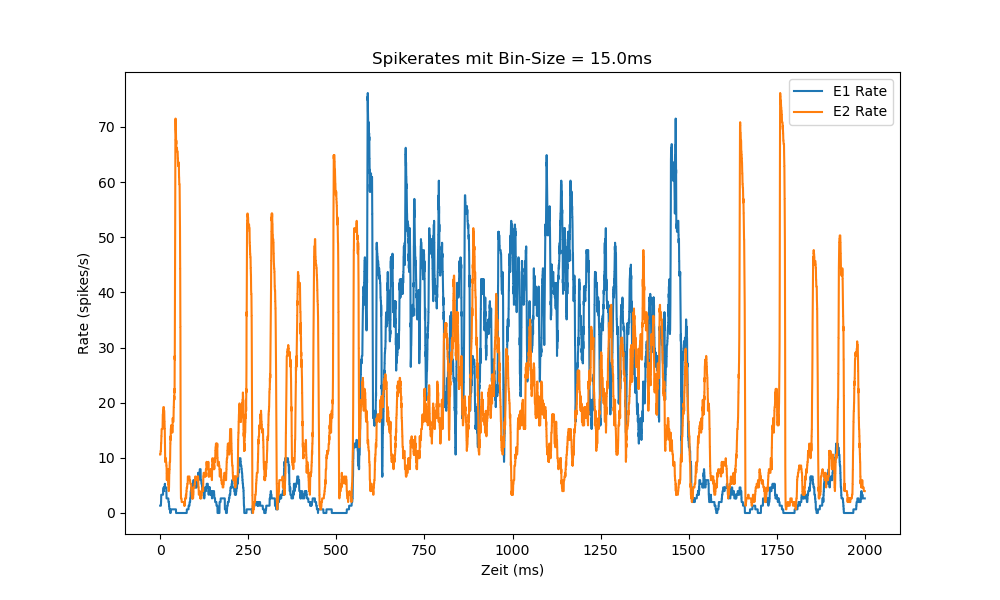 Spikerates mit Bin-Size = 15.0ms
E1 Rate
E2 Rate
Rate (spikes/s)
70
60
50
40
30
20
10
0
0 250 500 750 1000 1250 1500 1750 2000
Zeit (ms)